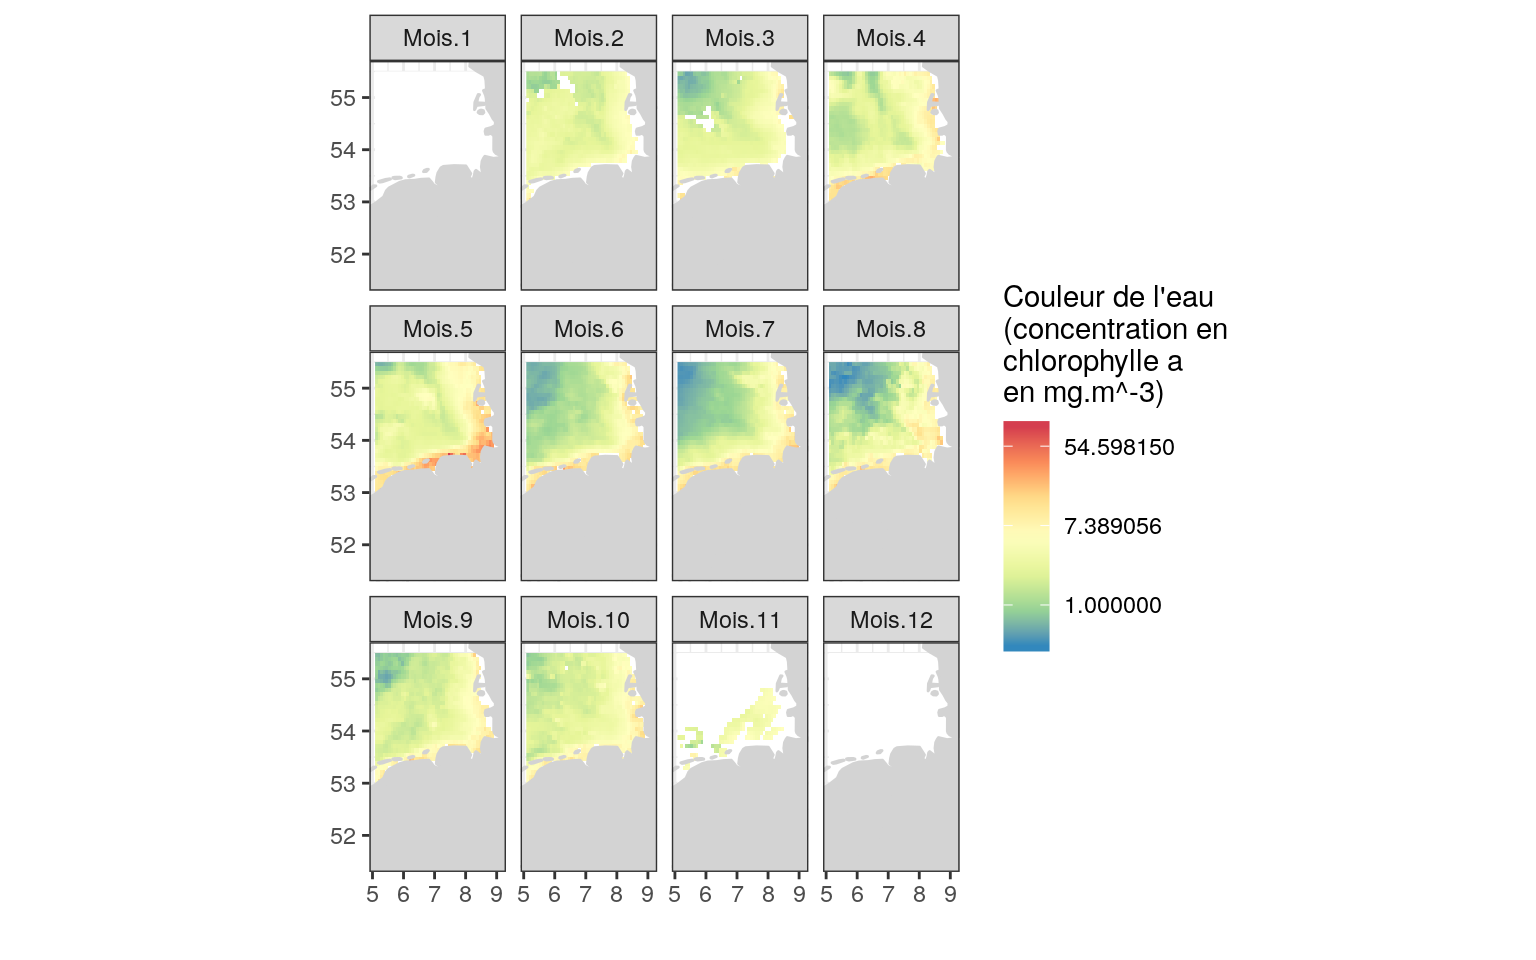 Mois.1 Mois.2 Mois.3 Mois.4
55
54
53
52
Mois.5 Mois.6 Mois.7 Mois.8
55
54
53
52
Mois.9 Mois.10 Mois.11 Mois.12
55
54
53
52
5 6 7 8 9 5 6 7 8 9 5 6 7 8 9 5 6 7 8 9
Couleur de l'eau
(concentration en
chlorophylle a
en mg.m^-3)
54.598150
7.389056
1.000000